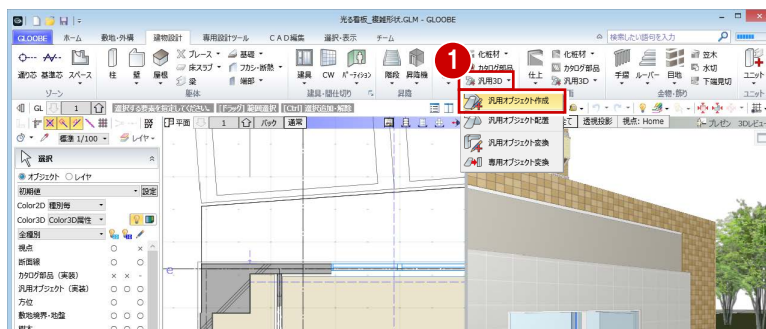 光る看板_複雑形状.GLM - GLOOBE
GLOOBE ホーム 敷地・外構 建物設計 専用設計ツール CAD編集 選択・表示 チーム 検索したい語句を入力
通り芯 基準芯 スペース 柱 壁 屋根 ブレース 基礎 床スラブ フカシ・断熱 梁 端部 建具 CW パーテイション 階段 昇降機 化粧材 カタログ部品 汎用3D 仕上 化粧材 カタログ部品 汎用3D 手摺 ルーバー 目地 笠木 水切 下端見切 ユニット
ゾーン 躯体 建具・間仕切り 昇降 金物・飾り ユニット
1
GL 1 選択する要素を指定してください。 [ドラッグ] 範囲選択 [Ctrl] 選択追加・解除
汎用オブジェクト作成
汎用オブジェクト配置
汎用オブジェクト変換
専用オブジェクト変換
平面 1 バック 通常 透視投影 視点: Home プレゼン 3Dレビュー
標準 1/100 レイヤー
選択
オブジェクト レイヤ
初期値 設定
Color2D 種別毎
Color3D Color3D属性
全種別
視点
断面線
カタログ部品（実装）
汎用オブジェクト（実装）
方位
敷地境界・地盤
樹木